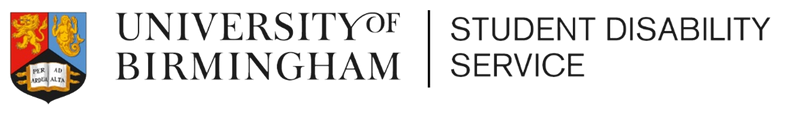 PER AD
ARDUA ALTA
UNIVERSITY OF
BIRMINGHAM
STUDENT DISABILITY
SERVICE